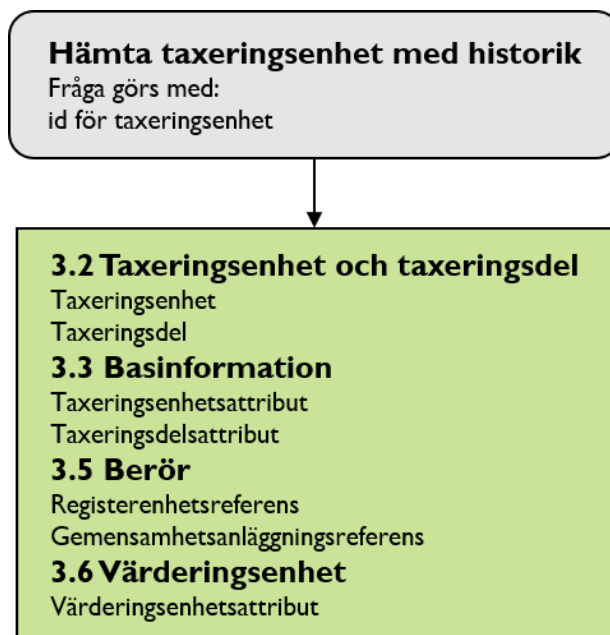 Hämta taxeringsenhet med historik
Fråga görs med:
id för taxeringsenhet
3.2 Taxeringsenhet och taxeringsdel
Taxeringsenhet
Taxeringsdel
3.3 Basinformation
Taxeringsenhetsattribut
Taxeringsdelsattribut
3.5 Berör
Registerenhetsreferens
Gemensamhetsanläggningsreferens
3.6 Värderingsenhet
Värderingsenhetsattribut